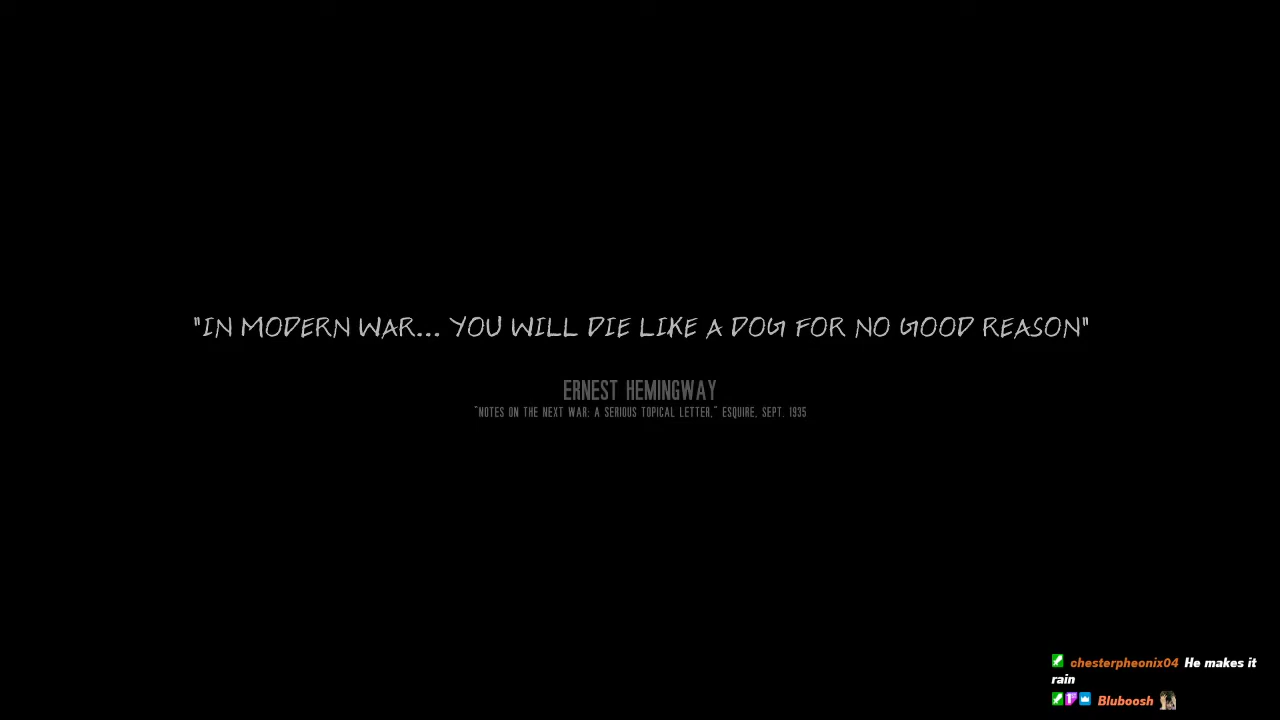 "IN MODERN WAR... YOU WILL DIE LIKE A DOG FOR NO GOOD REASON"
ERNEST HEMINGWAY
"NOTES ON THE NEXT WAR: A SERIOUS TOPICAL LETTER," ESQUIRE, SEPT. 1935
chesterpheonix04 He makes it
rain
Bluboosh